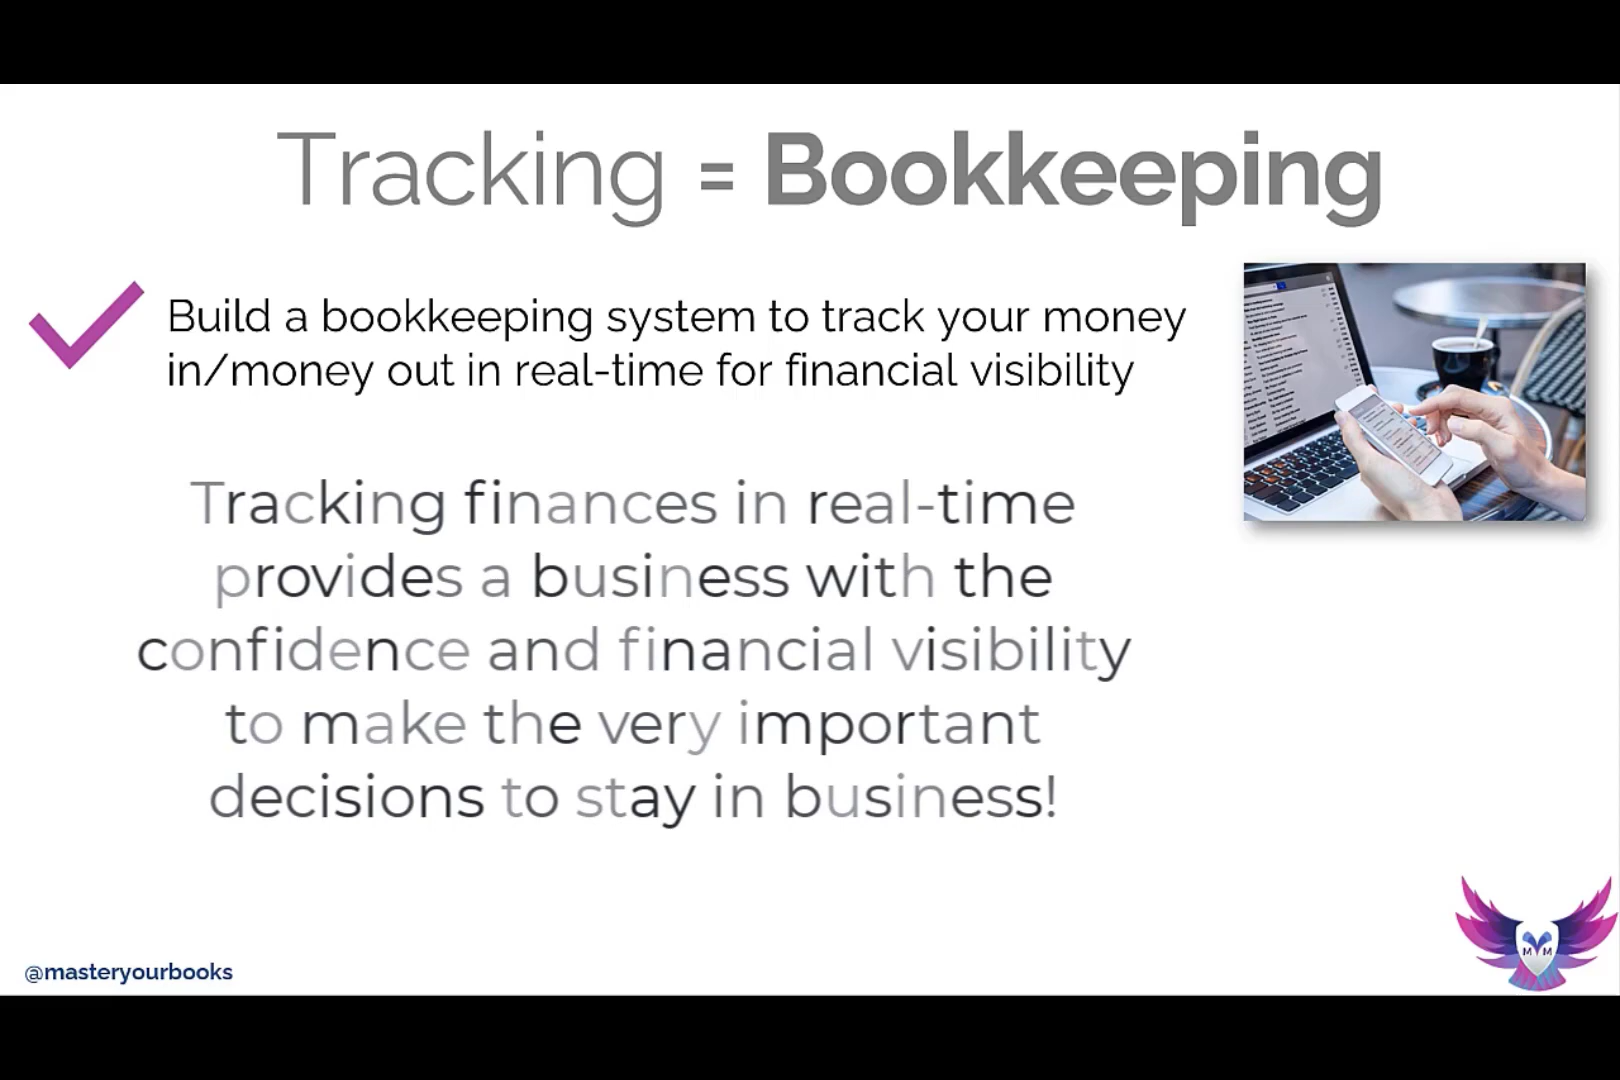 Tracking = Bookkeeping
Build a bookkeeping system to track your money
in/money out in real-time for financial visibility
Tracking finances in real-time
provides a business with the
confidence and financial visibility
to make the very important
decisions to stay in business!
@masteryourbooks
MYM